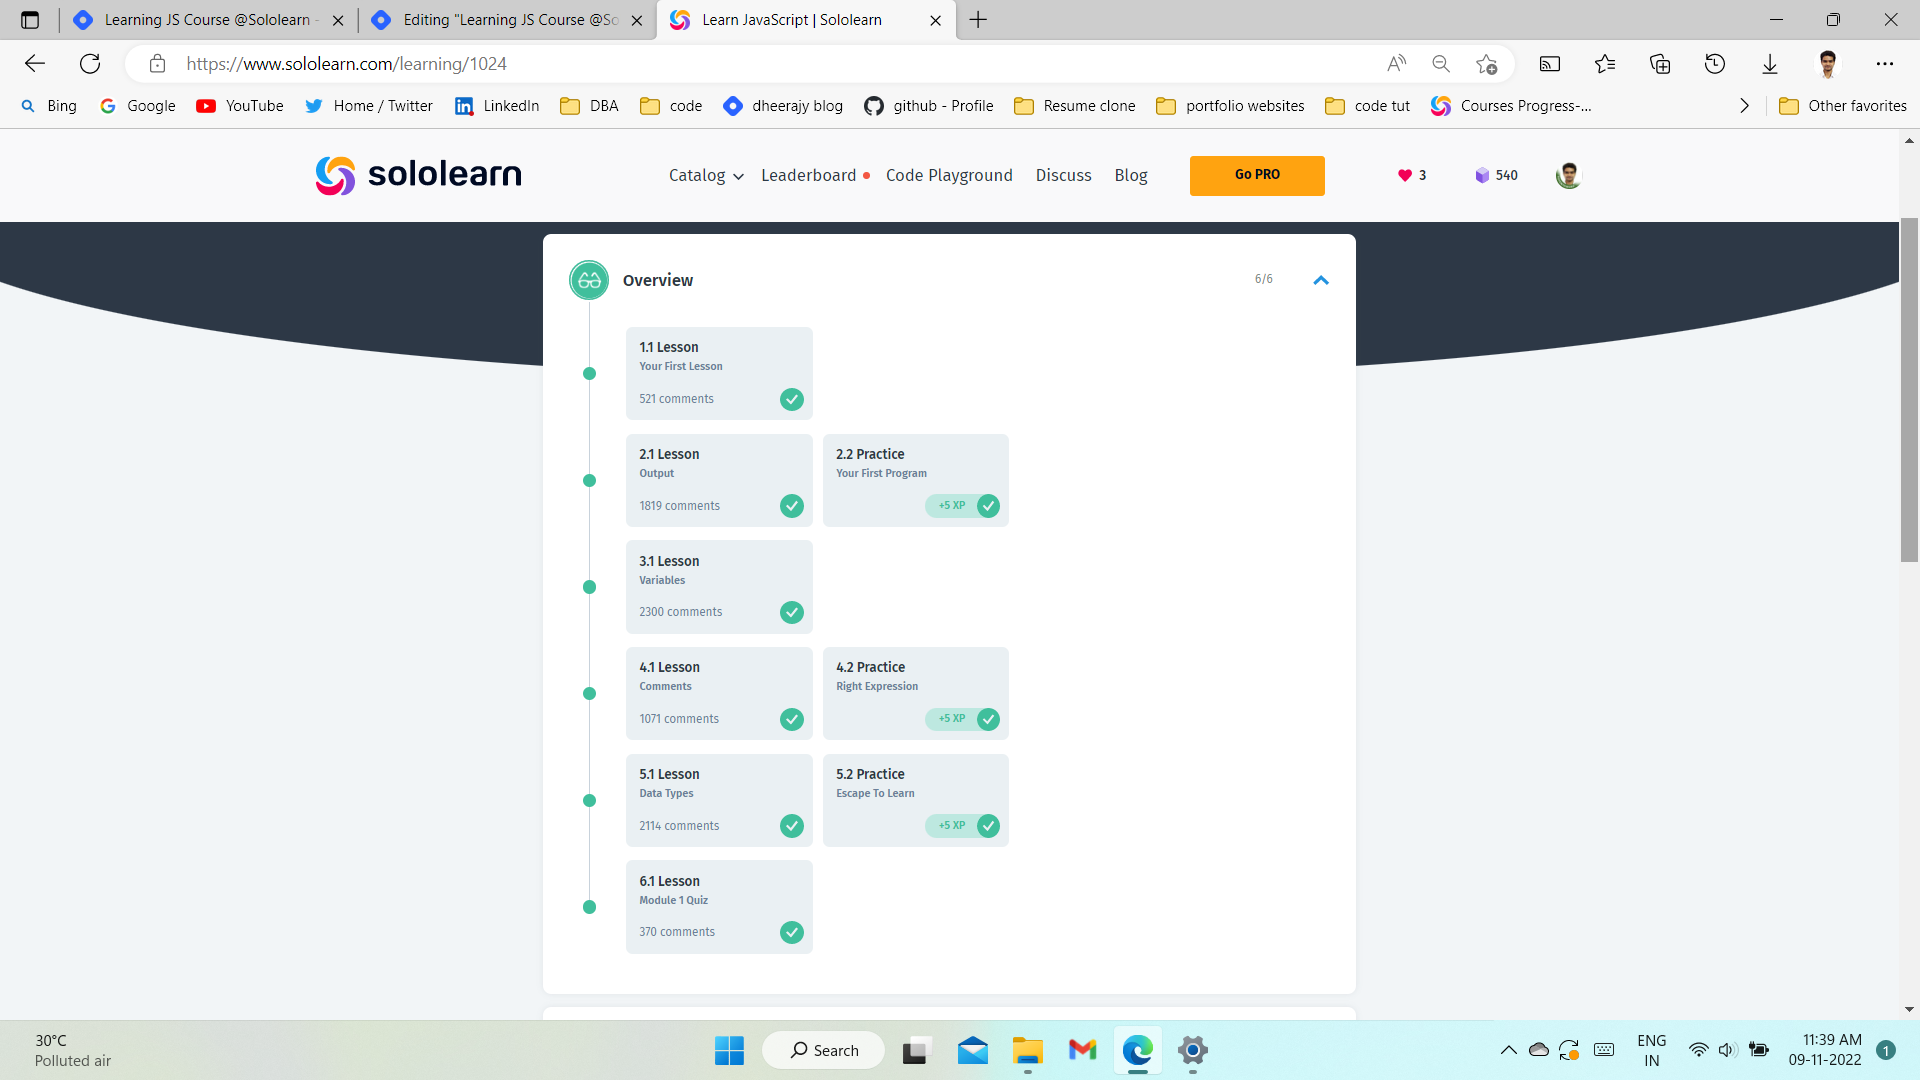 Learning JS Course @Sololearn -
Editing "Learning JS Course @So
Learn JavaScript | Sololearn
https://www.sololearn.com/learning/1024
Bing Google YouTube Home / Twitter LinkedIn DBA code dheerajy blog github - Profile Resume clone portfolio websites code tut Courses Progress-... Other favorites
sololearn
Catalog Leaderboard Code Playground Discuss Blog Go PRO 3 540
Overview 6/6
1.1 Lesson
Your First Lesson
521 comments
2.1 Lesson
Output
1819 comments
2.2 Practice
Your First Program
+5 XP
3.1 Lesson
Variables
2300 comments
4.1 Lesson
Comments
1071 comments
4.2 Practice
Right Expression
+5 XP
5.1 Lesson
Data Types
2114 comments
5.2 Practice
Escape To Learn
+5 XP
6.1 Lesson
Module 1 Quiz
370 comments
30°C
Polluted air
Search
ENG
IN
11:39 AM
09-11-2022
1